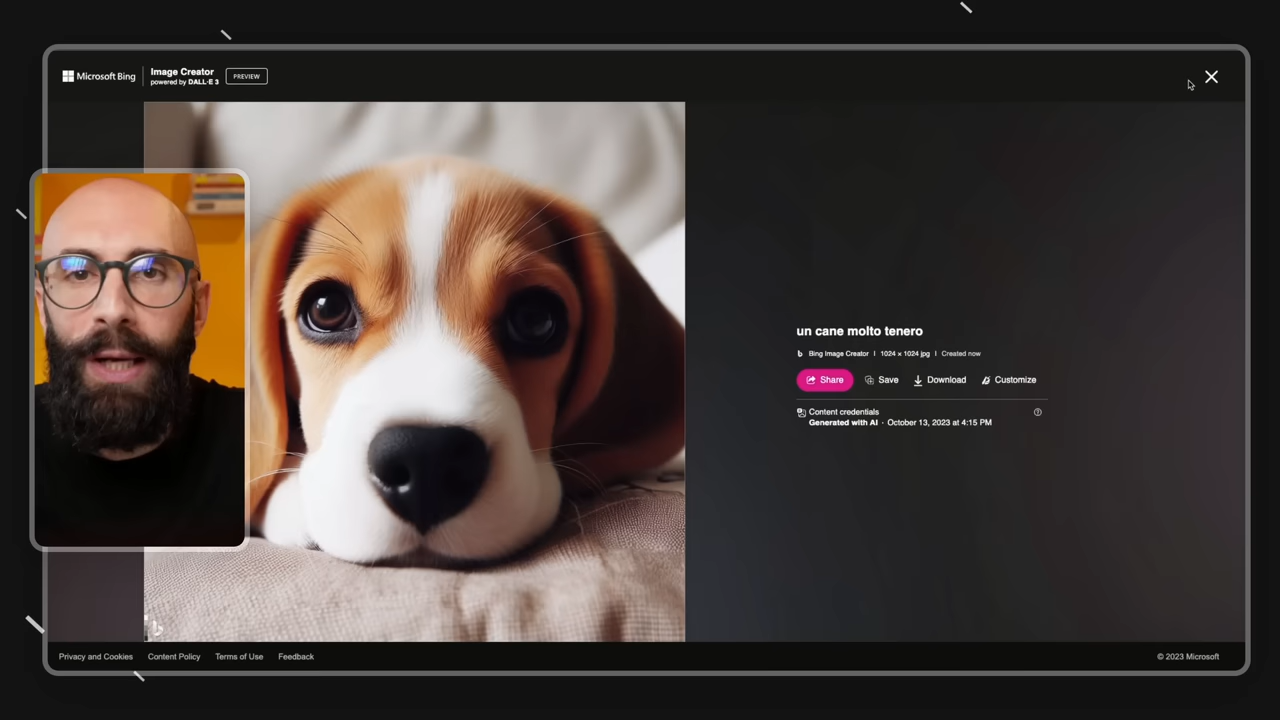 Microsoft Bing
Image Creator
powered by DALL·E 3
PREVIEW
un cane molto tenero
Bing Image Creator | 1024 × 1024 jpg | Created now
Share Save Download Customize
Content credentials
Generated with AI · October 13, 2023 at 4:15 PM
Privacy and Cookies Content Policy Terms of Use Feedback © 2023 Microsoft